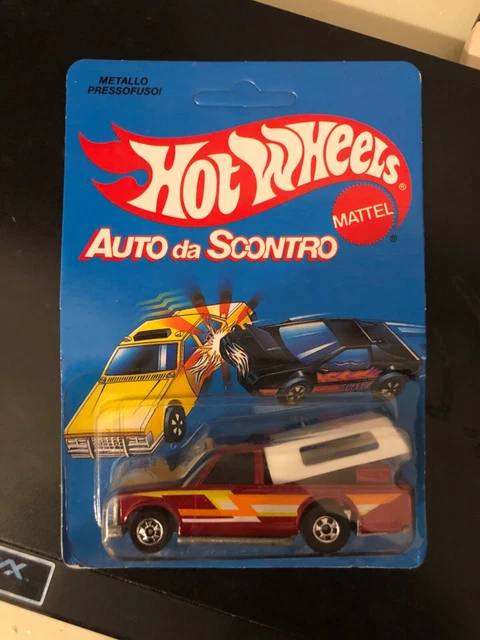 METALLO
PRESSOFUSO!
HOT WHEELS
®
MATTEL
®
AUTO da SCONTRO